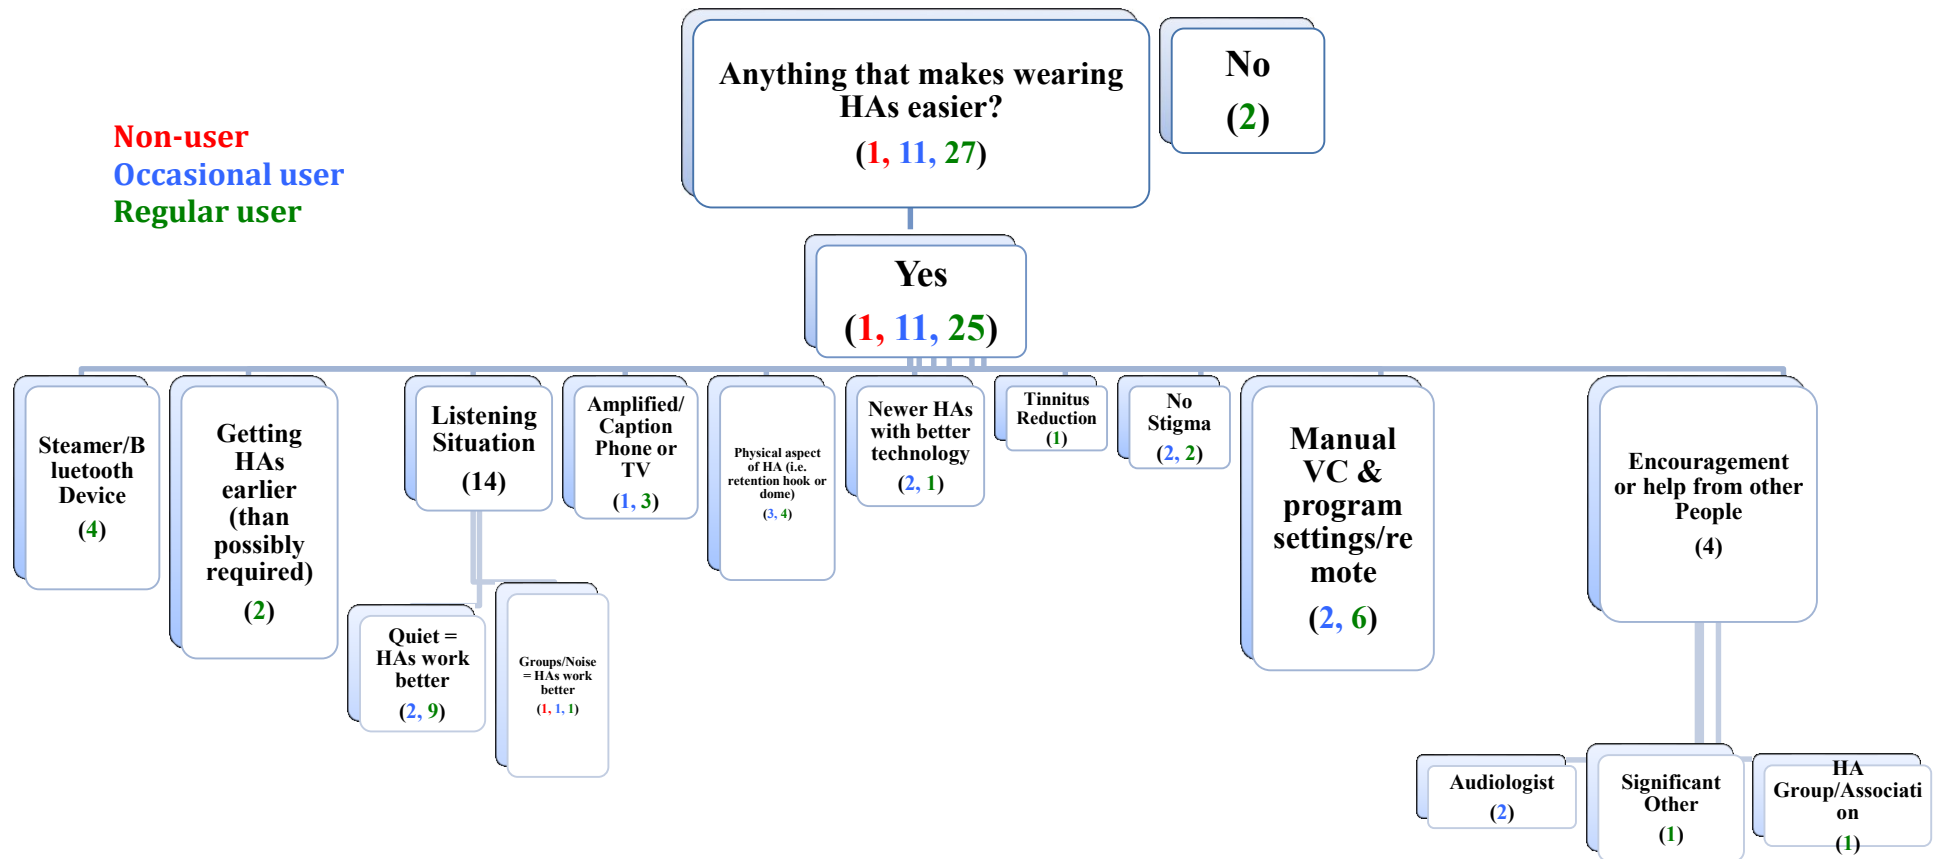 Anything that makes wearing
HAs easier?
(1, 11, 27)
No
(2)
Non-user
Occasional user
Regular user
Yes
(1, 11, 25)
Steamer/B
luetooth
Device
(4)
Getting
HAs
earlier
(than
possibly
required)
(2)
Listening
Situation
(14)
Amplified/
Caption
Phone or
TV
(1, 3)
Physical aspect
of HA (i.e.
retention hook or
dome)
(3, 4)
Newer HAs
with better
technology
(2, 1)
Tinnitus
Reduction
(1)
No
Stigma
(2, 2)
Manual
VC &
program
settings/re
mote
(2, 6)
Encouragement
or help from other
People
(4)
Quiet =
HAs work
better
(2, 9)
Groups/Noise
= HAs work
better
(1, 1, 1)
Audiologist
(2)
Significant
Other
(1)
HA
Group/Associati
on
(1)